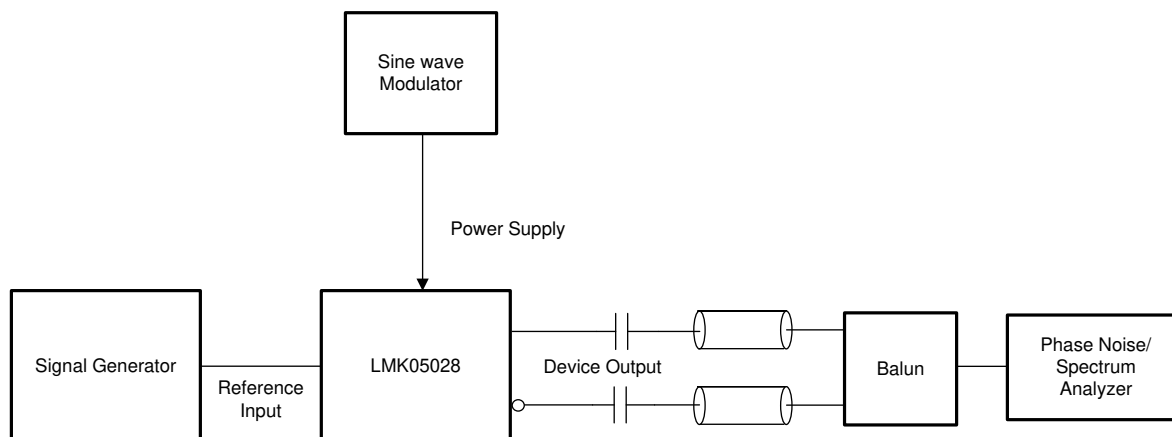 Sine wave
Modulator
Power Supply
Signal Generator
Reference
Input
LMK05028
Device Output
Balun
Phase Noise/
Spectrum
Analyzer